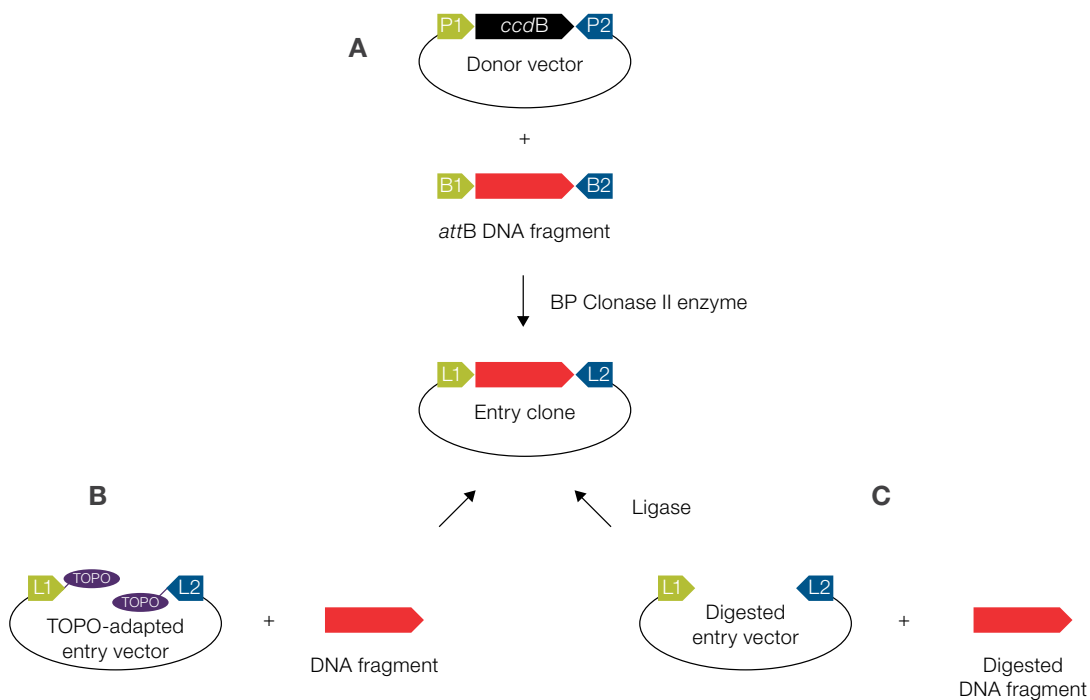 A
P1 ccdB P2
Donor vector
+
B1 B2
attB DNA fragment
BP Clonase II enzyme
L1 L2
Entry clone
B
L1 TOPO TOPO L2
TOPO-adapted
entry vector
+
DNA fragment
Ligase
C
L1 L2
Digested
entry vector
+
Digested
DNA fragment